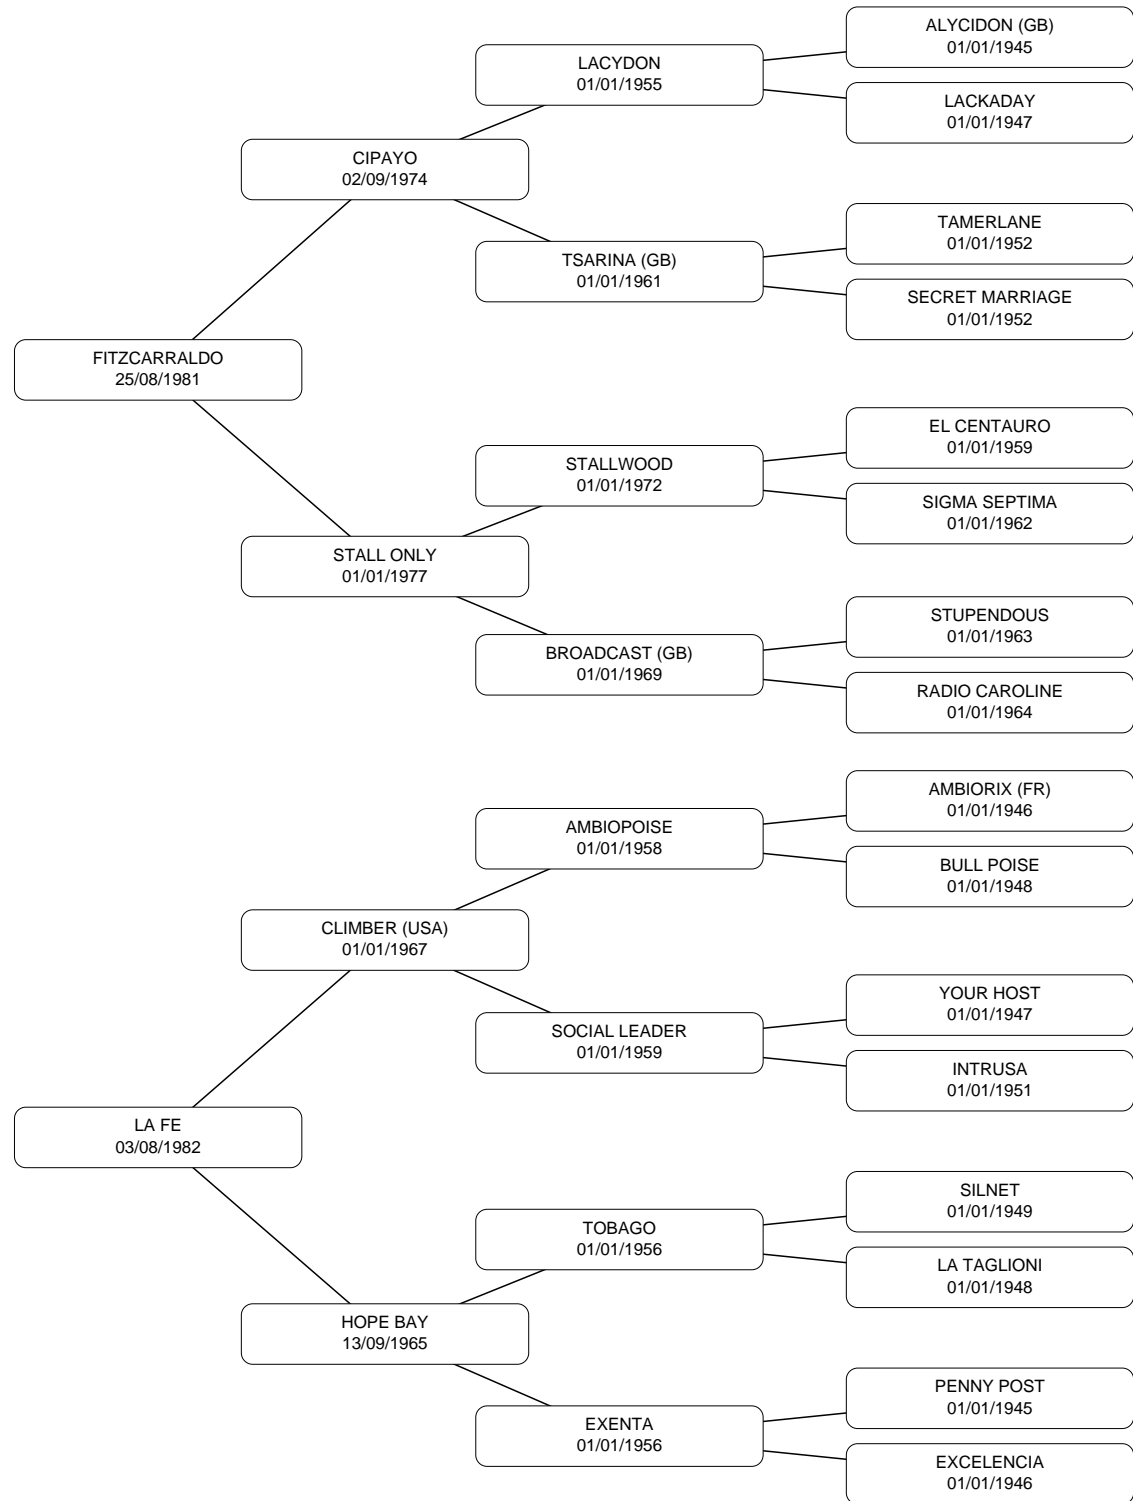 ALYCIDON (GB)
01/01/1945
LACYDON
01/01/1955
LACKADAY
01/01/1947
CIPAYO
02/09/1974
TAMERLANE
01/01/1952
TSARINA (GB)
01/01/1961
SECRET MARRIAGE
01/01/1952
FITZCARRALDO
25/08/1981
EL CENTAURO
01/01/1959
STALLWOOD
01/01/1972
SIGMA SEPTIMA
01/01/1962
STALL ONLY
01/01/1977
STUPENDOUS
01/01/1963
BROADCAST (GB)
01/01/1969
RADIO CAROLINE
01/01/1964
AMBIORIX (FR)
01/01/1946
AMBIOPOISE
01/01/1958
BULL POISE
01/01/1948
CLIMBER (USA)
01/01/1967
YOUR HOST
01/01/1947
SOCIAL LEADER
01/01/1959
INTRUSA
01/01/1951
LA FE
03/08/1982
SILNET
01/01/1949
TOBAGO
01/01/1956
LA TAGLIONI
01/01/1948
HOPE BAY
13/09/1965
PENNY POST
01/01/1945
EXENTA
01/01/1956
EXCELENCIA
01/01/1946